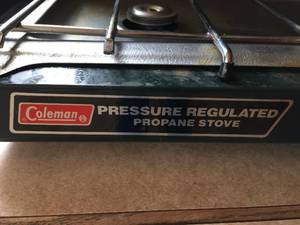 Coleman
PRESSURE REGULATED
PROPANE STOVE